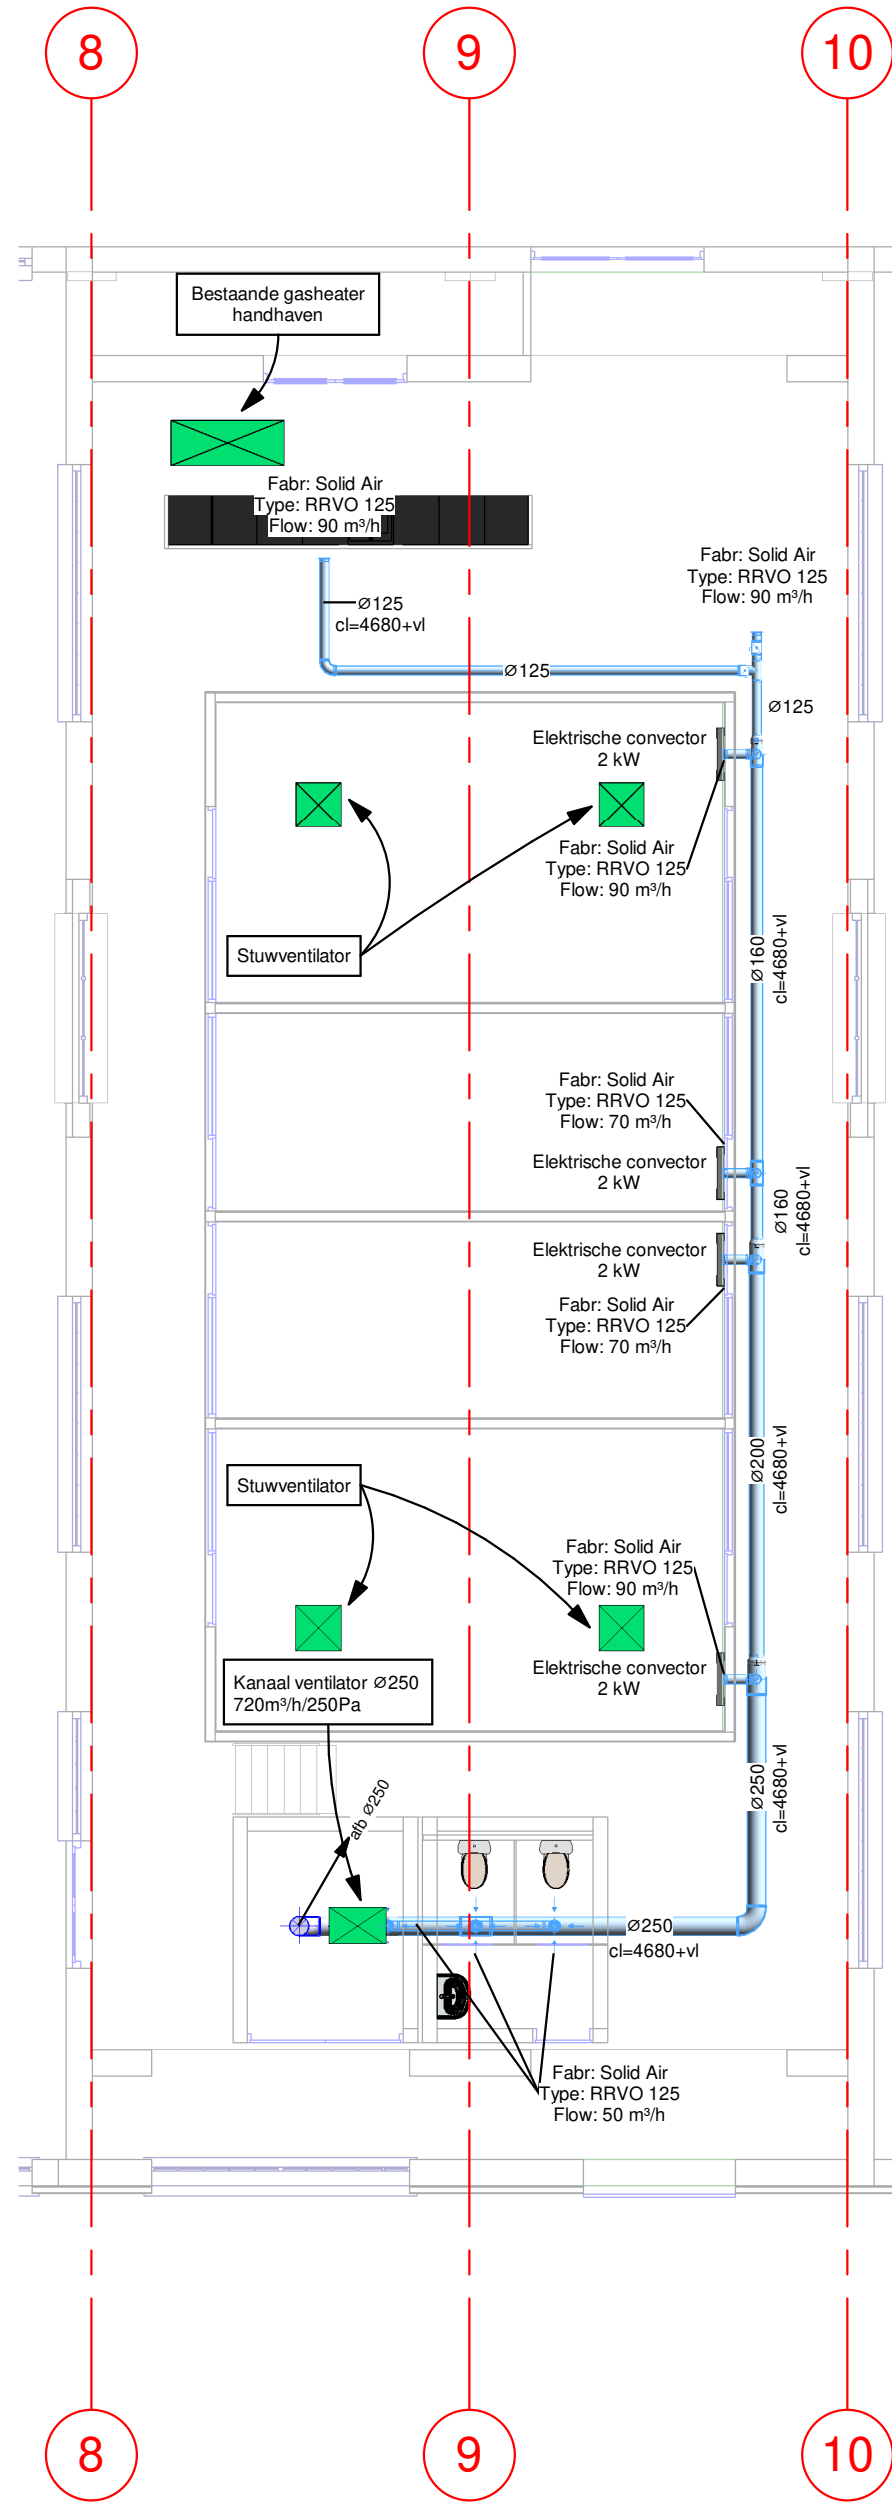 8
9
10
Bestaande gasheater
handhaven
Fabr: Solid Air
Type: RRVO 125
Flow: 90 m³/h
Fabr: Solid Air
Type: RRVO 125
Flow: 90 m³/h
Ø125
cl=4680+vl
Ø125
Ø125
Elektrische convector
2 kW
Fabr: Solid Air
Type: RRVO 125
Flow: 90 m³/h
Stuwventilator
Ø160
cl=4680+vl
Fabr: Solid Air
Type: RRVO 125
Flow: 70 m³/h
Elektrische convector
2 kW
Ø160
cl=4680+vl
Elektrische convector
2 kW
Fabr: Solid Air
Type: RRVO 125
Flow: 70 m³/h
Ø200
cl=4680+vl
Stuwventilator
Fabr: Solid Air
Type: RRVO 125
Flow: 90 m³/h
Elektrische convector
2 kW
Kanaal ventilator Ø250
720m³/h/250Pa
Ø250
cl=4680+vl
afb Ø250
Ø250
cl=4680+vl
Fabr: Solid Air
Type: RRVO 125
Flow: 50 m³/h
8
9
10